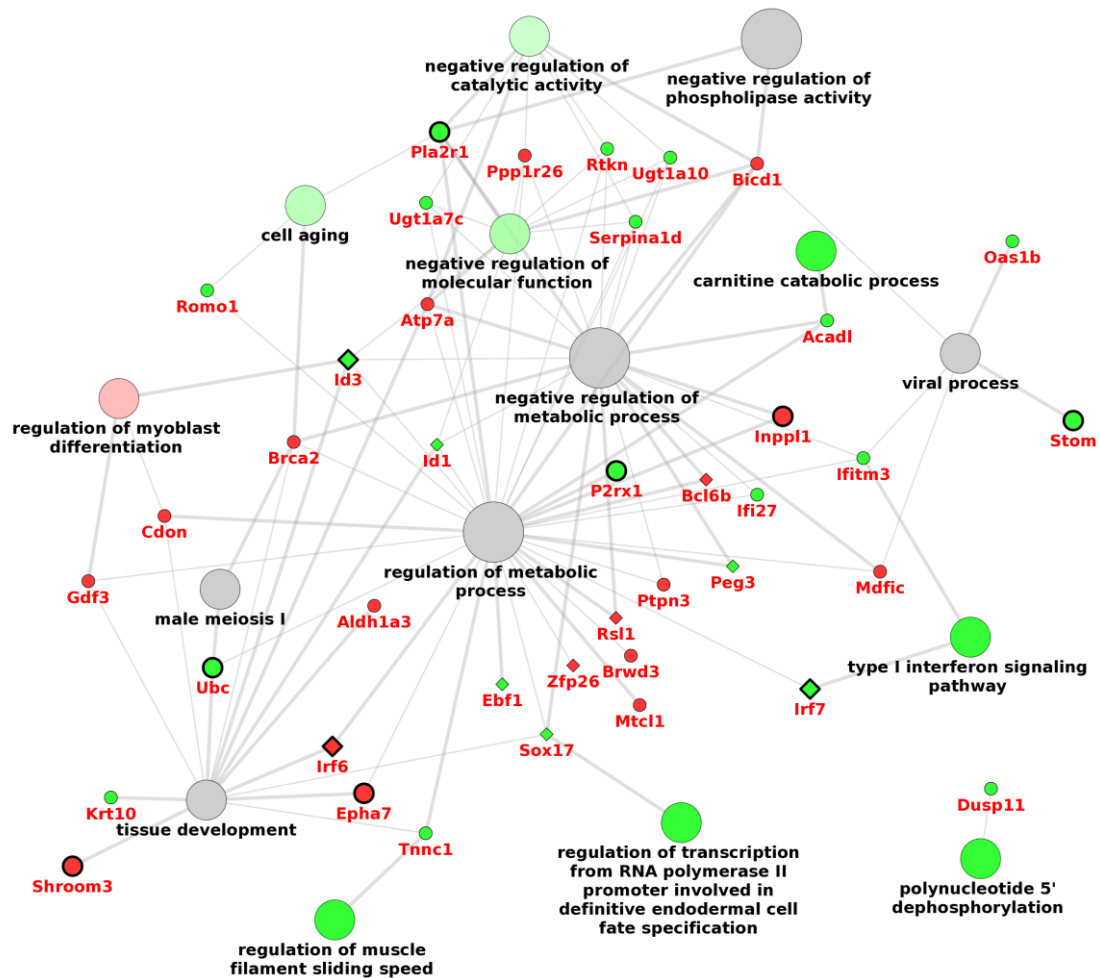 negative regulation of
catalytic activity
negative regulation of
phospholipase activity
Pla2r1
Ppp1r26
Rtkn
Ugt1a10
Bicd1
cell aging
Ugt1a7c
negative regulation of
molecular function
Serpina1d
carnitine catabolic process
Oas1b
Romo1
Atp7a
Acadl
Id3
viral process
regulation of myoblast
differentiation
negative regulation of
metabolic process
Brca2
Id1
Inppl1
Stom
P2rx1
Bcl6b
Ifi27
Ifitm3
Cdon
regulation of metabolic
process
Gdf3
male meiosis I
Aldh1a3
Ptpn3
Peg3
Mdfic
Rsl1
Ubc
Ebf1
Zfp26
Brwd3
Mtcl1
Irf7
type I interferon signaling
pathway
Irf6
Sox17
Krt10
tissue development
Epha7
Tnnc1
Dusp11
Shroom3
regulation of transcription
from RNA polymerase II
promoter involved in
definitive endodermal cell
fate specification
polynucleotide 5'
dephosphorylation
regulation of muscle
filament sliding speed